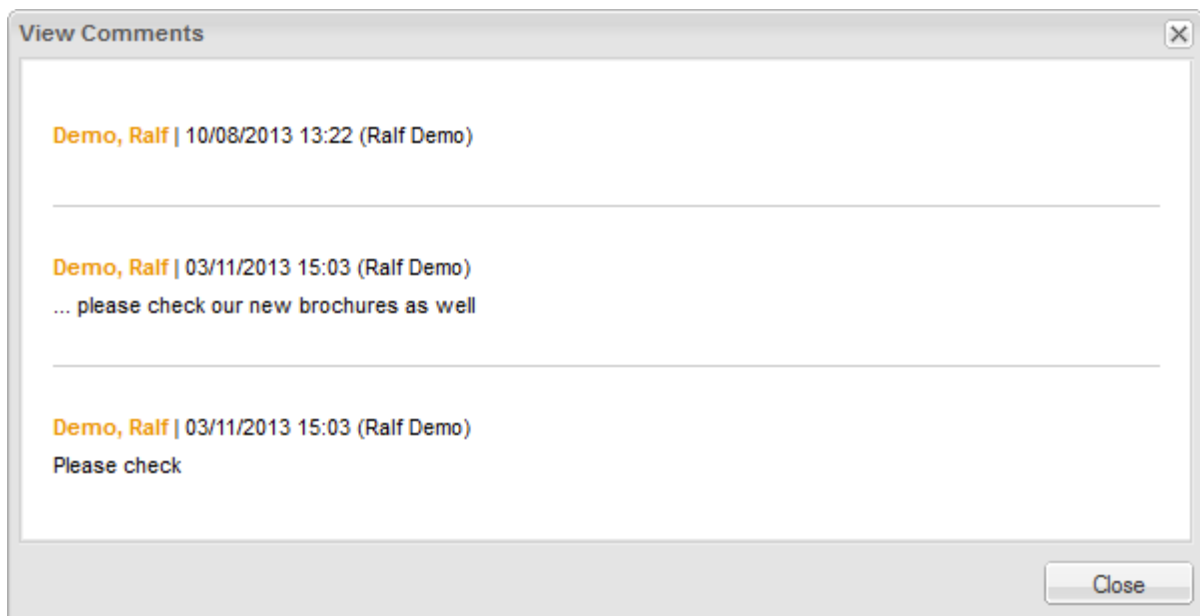 View Comments
Demo, Ralf | 10/08/2013 13:22 (Ralf Demo)
Demo, Ralf | 03/11/2013 15:03 (Ralf Demo)
... please check our new brochures as well
Demo, Ralf | 03/11/2013 15:03 (Ralf Demo)
Please check
Close